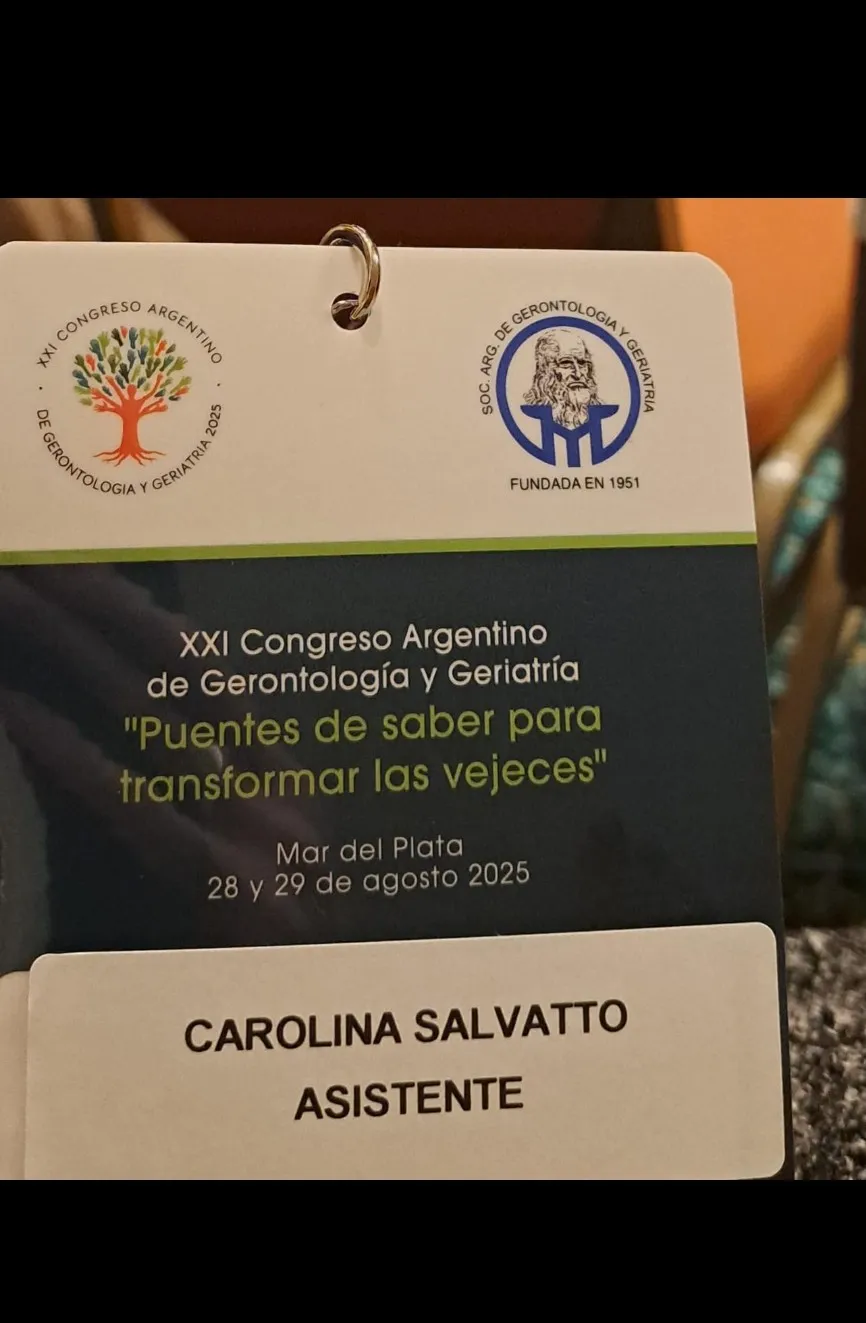 · XXI CONGRESO ARGENTINO ·
DE GERONTOLOGIA Y GERIATRIA 2025
SOC. ARG. DE GERONTOLOGIA Y GERIATRIA
FUNDADA EN 1951
XXI Congreso Argentino
de Gerontología y Geriatría
"Puentes de saber para
transformar las vejeces"
Mar del Plata
28 y 29 de agosto 2025
CAROLINA SALVATTO
ASISTENTE